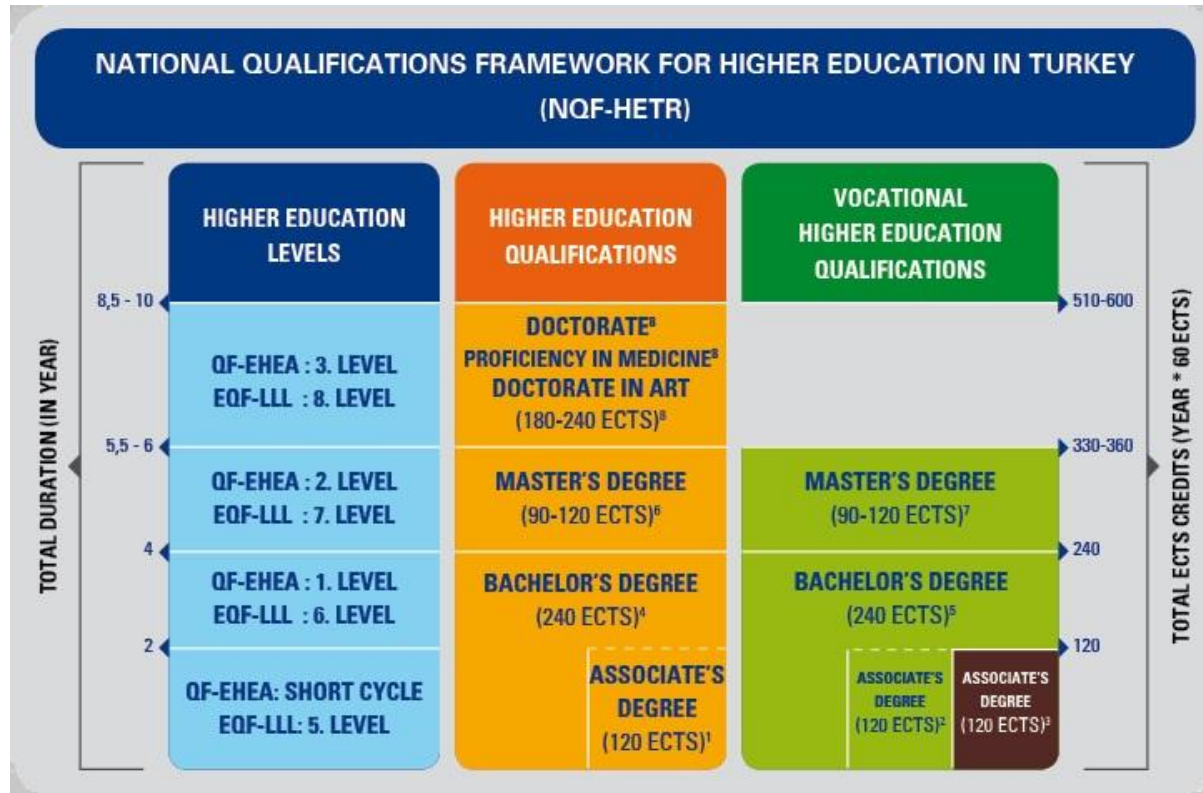 NATIONAL QUALIFICATIONS FRAMEWORK FOR HIGHER EDUCATION IN TURKEY
(NQF-HETR)
TOTAL DURATION (IN YEAR)
8,5 - 10
5,5 - 6
4
2
HIGHER EDUCATION
LEVELS
QF-EHEA : 3. LEVEL
EQF-LLL : 8. LEVEL
QF-EHEA : 2. LEVEL
EQF-LLL : 7. LEVEL
QF-EHEA : 1. LEVEL
EQF-LLL : 6. LEVEL
QF-EHEA: SHORT CYCLE
EQF-LLL: 5. LEVEL
HIGHER EDUCATION
QUALIFICATIONS
DOCTORATE⁸
PROFICIENCY IN MEDICINE⁸
DOCTORATE IN ART
(180-240 ECTS)⁸
MASTER'S DEGREE
(90-120 ECTS)⁶
BACHELOR'S DEGREE
(240 ECTS)⁴
ASSOCIATE'S
DEGREE
(120 ECTS)¹
VOCATIONAL
HIGHER EDUCATION
QUALIFICATIONS
MASTER'S DEGREE
(90-120 ECTS)⁷
BACHELOR'S DEGREE
(240 ECTS)⁵
ASSOCIATE'S
DEGREE
(120 ECTS)²
ASSOCIATE'S
DEGREE
(120 ECTS)³
510-600
330-360
240
120
TOTAL ECTS CREDITS (YEAR * 60 ECTS)